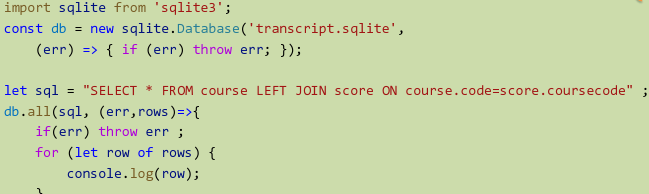 import sqlite from 'sqlite3';
const db = new sqlite.Database('transcript.sqlite',
    (err) => { if (err) throw err; });

let sql = "SELECT * FROM course LEFT JOIN score ON course.code=score.coursecode" ;
db.all(sql, (err,rows)=>{
    if(err) throw err ;
    for (let row of rows) {
        console.log(row);
    }